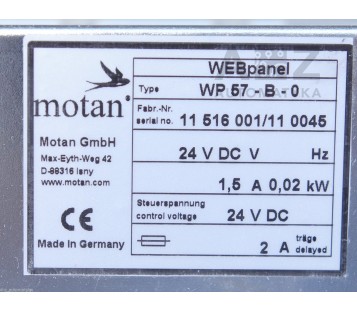 WEBpanel
motan®
Type WP 57 - B - 0
Fabr.-Nr.
serial no. 11 516 001/11 0045
Motan GmbH
Max-Eyth-Weg 42
D-88316 Isny
www.motan.com
24 V DC V Hz
1,5 A 0,02 kW
Steuerspannung
control voltage 24 V DC
CE
Made in Germany
2 A träge
delayed